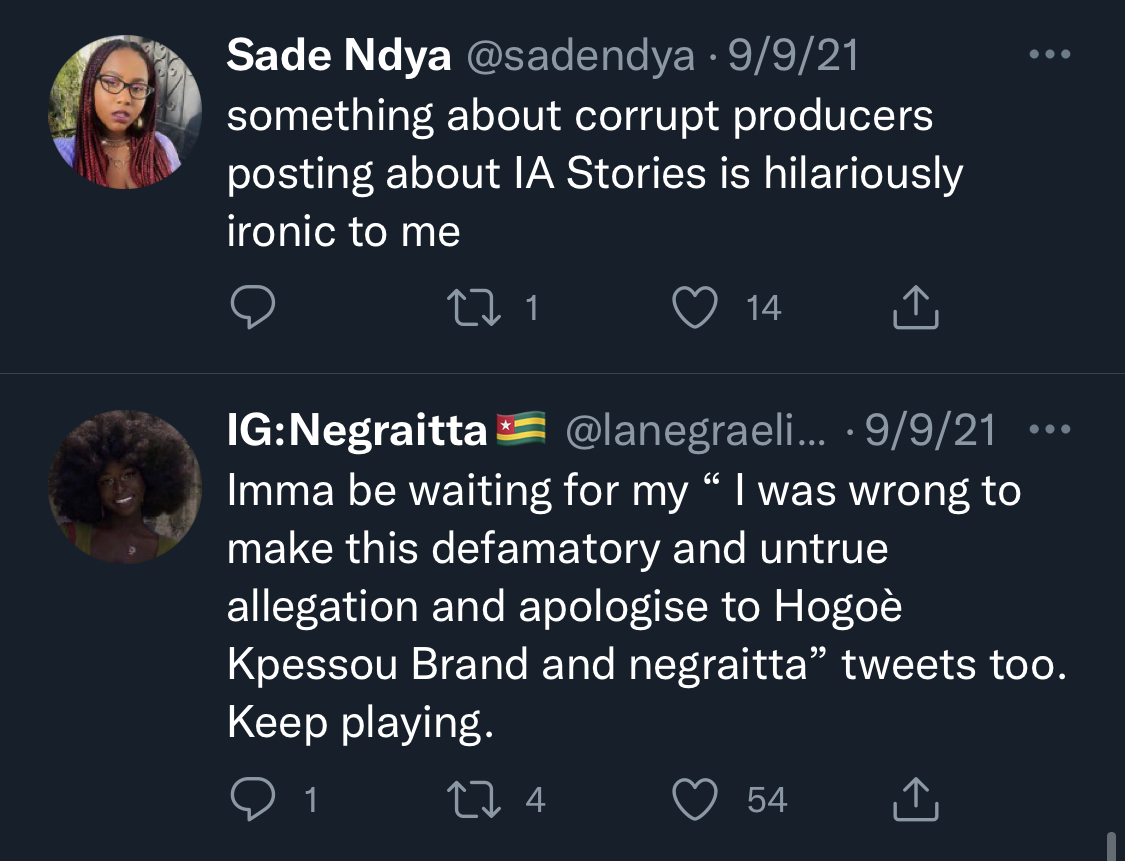 Sade Ndya @sadendya · 9/9/21
something about corrupt producers
posting about IA Stories is hilariously
ironic to me
1 14
IG:Negraitta🇹🇬 @lanegraeli... · 9/9/21
Imma be waiting for my “ I was wrong to
make this defamatory and untrue
allegation and apologise to Hogoè
Kpessou Brand and negraitta” tweets too.
Keep playing.
1 4 54